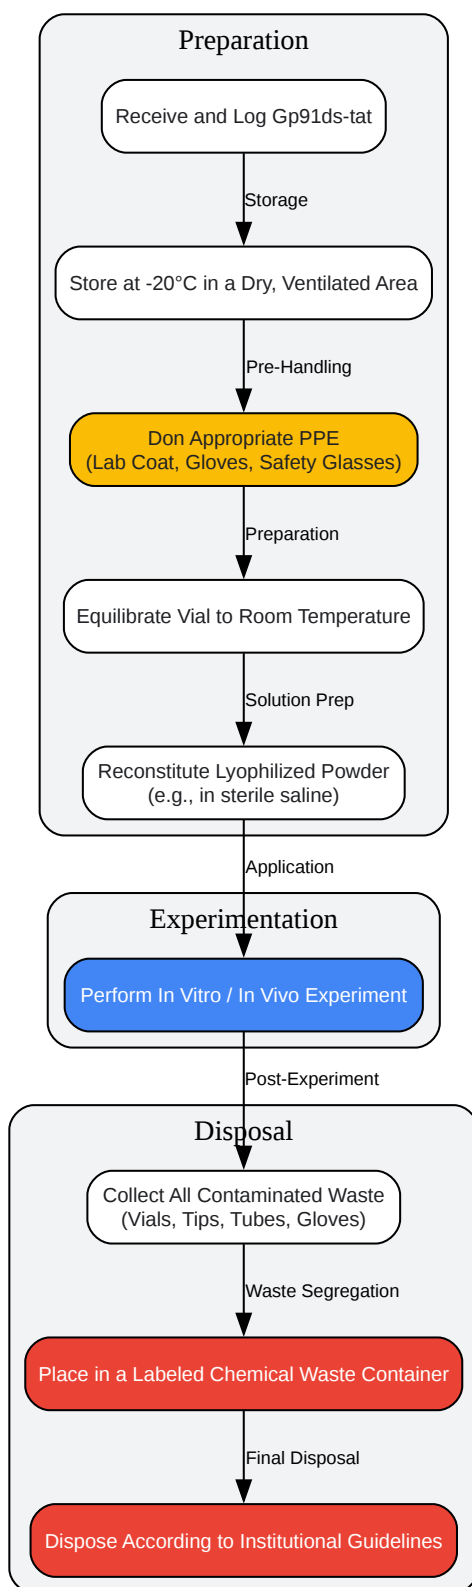 Preparation
Receive and Log Gp91ds-tat
Storage
Store at -20°C in a Dry, Ventilated Area
Pre-Handling
Don Appropriate PPE
(Lab Coat, Gloves, Safety Glasses)
Preparation
Equilibrate Vial to Room Temperature
Solution Prep
Reconstitute Lyophilized Powder
(e.g., in sterile saline)
Application
Experimentation
Perform In Vitro / In Vivo Experiment
Post-Experiment
Disposal
Collect All Contaminated Waste
(Vials, Tips, Tubes, Gloves)
Waste Segregation
Place in a Labeled Chemical Waste Container
Final Disposal
Dispose According to Institutional Guidelines